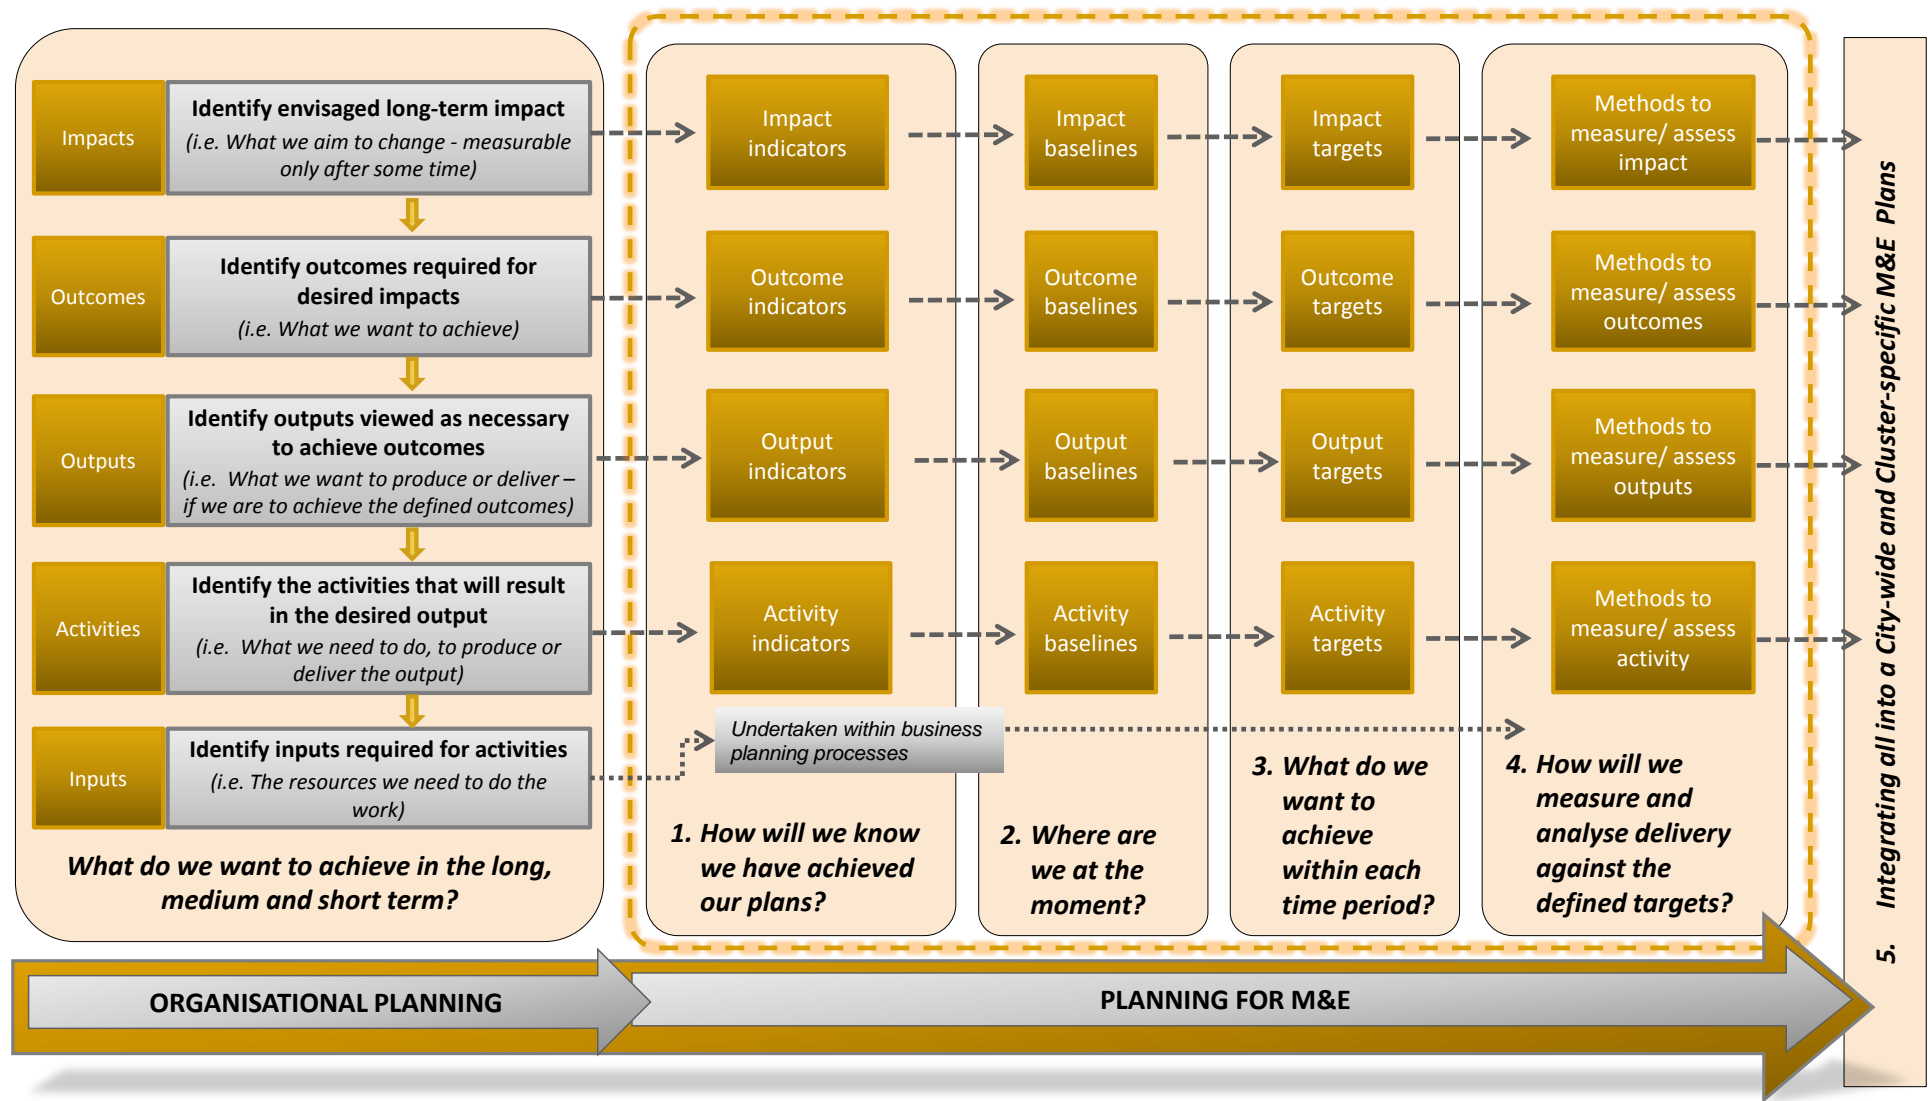 Impacts
Identify envisaged long-term impact
(i.e. What we aim to change - measurable
only after some time)
Outcomes
Identify outcomes required for
desired impacts
(i.e. What we want to achieve)
Outputs
Identify outputs viewed as necessary
to achieve outcomes
(i.e. What we want to produce or deliver –
if we are to achieve the defined outcomes)
Activities
Identify the activities that will result
in the desired output
(i.e. What we need to do, to produce or
deliver the output)
Inputs
Identify inputs required for activities
(i.e. The resources we need to do the
work)
What do we want to achieve in the long,
medium and short term?
Impact
indicators
Outcome
indicators
Output
indicators
Activity
indicators
Undertaken within business
planning processes
1. How will we know
we have achieved
our plans?
Impact
baselines
Outcome
baselines
Output
baselines
Activity
baselines
2. Where are
we at the
moment?
Impact
targets
Outcome
targets
Output
targets
Activity
targets
3. What do we
want to
achieve
within each
time period?
Methods to
measure/ assess
impact
Methods to
measure/ assess
outcomes
Methods to
measure/ assess
outputs
Methods to
measure/ assess
activity
4. How will we
measure and
analyse delivery
against the
defined targets?
5. Integrating all into a City-wide and Cluster-specific M&E Plans
ORGANISATIONAL PLANNING
PLANNING FOR M&E